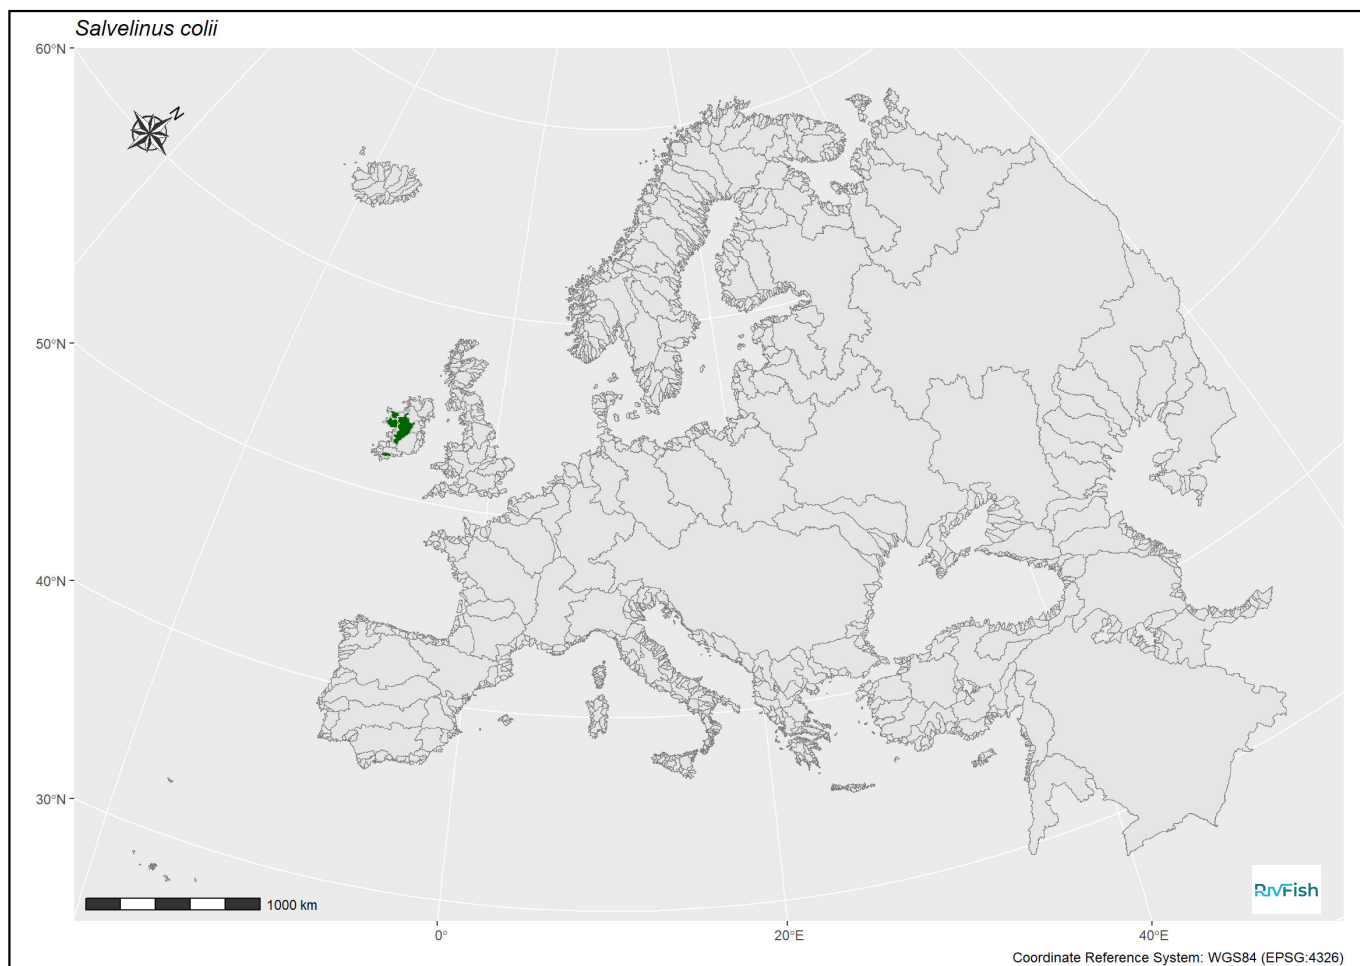 Salvelinus colii
60°N
N
50°N
40°N
30°N
1000 km
RIVFISH
0°
20°E
40°E
Coordinate Reference System: WGS84 (EPSG:4326)